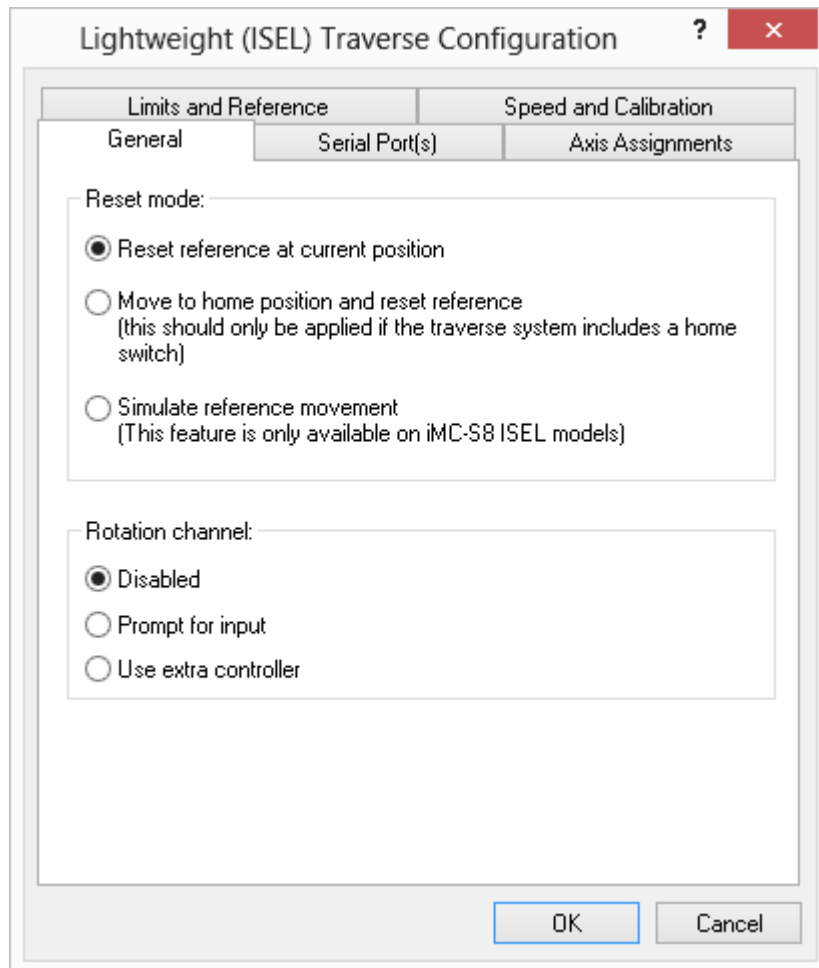 Lightweight (ISEL) Traverse Configuration ? ×
Limits and Reference Speed and Calibration
General Serial Port(s) Axis Assignments
Reset mode:
Reset reference at current position
Move to home position and reset reference
(this should only be applied if the traverse system includes a home
switch)
Simulate reference movement
(This feature is only available on iMC-S8 ISEL models)
Rotation channel:
Disabled
Prompt for input
Use extra controller
OK Cancel